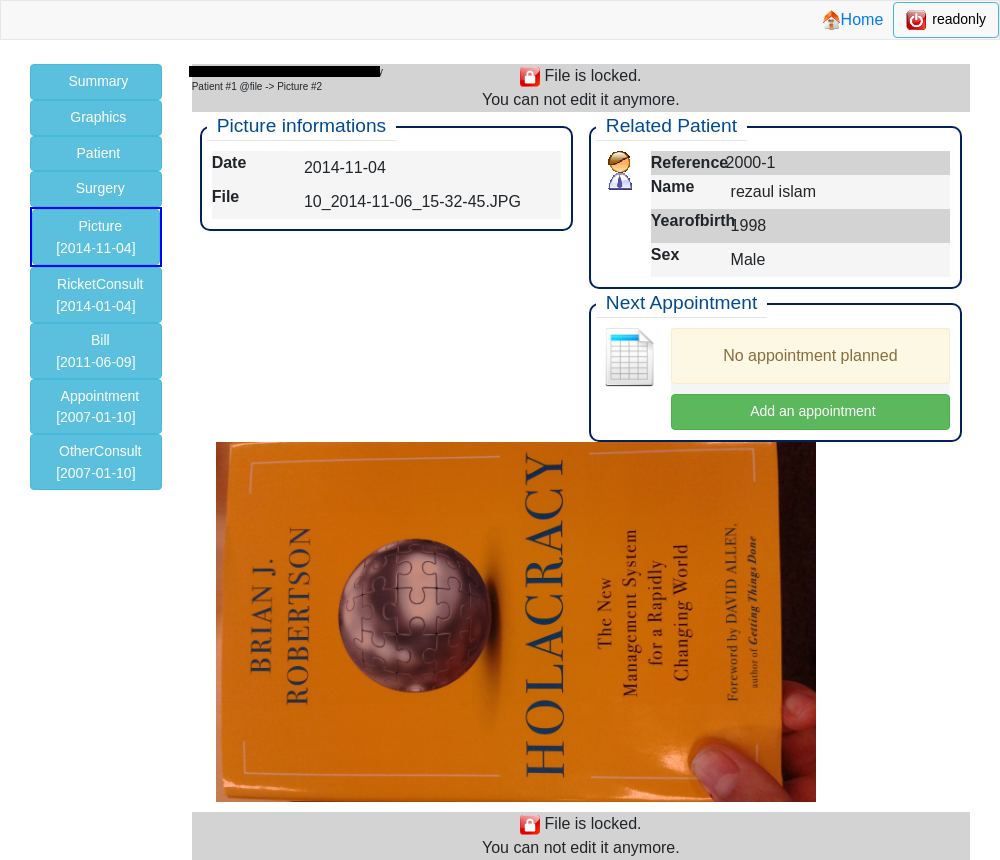 Home
readonly
Summary
Graphics
Patient
Surgery
Picture
[2014-11-04]
RicketConsult
[2014-01-04]
Bill
[2011-06-09]
Appointment
[2007-01-10]
OtherConsult
[2007-01-10]
Patient #1 @file -> Picture #2
File is locked.
You can not edit it anymore.
Picture informations
Date 2014-11-04
File 10_2014-11-06_15-32-45.JPG
Related Patient
Reference 2000-1
Name rezaul islam
Yearofbirth 1998
Sex Male
Next Appointment
No appointment planned
Add an appointment
BRIAN J.
ROBERTSON
HOLACRACY
The New
Management System
for a Rapidly
Changing World
Foreword by DAVID ALLEN,
author of Getting Things Done
File is locked.
You can not edit it anymore.